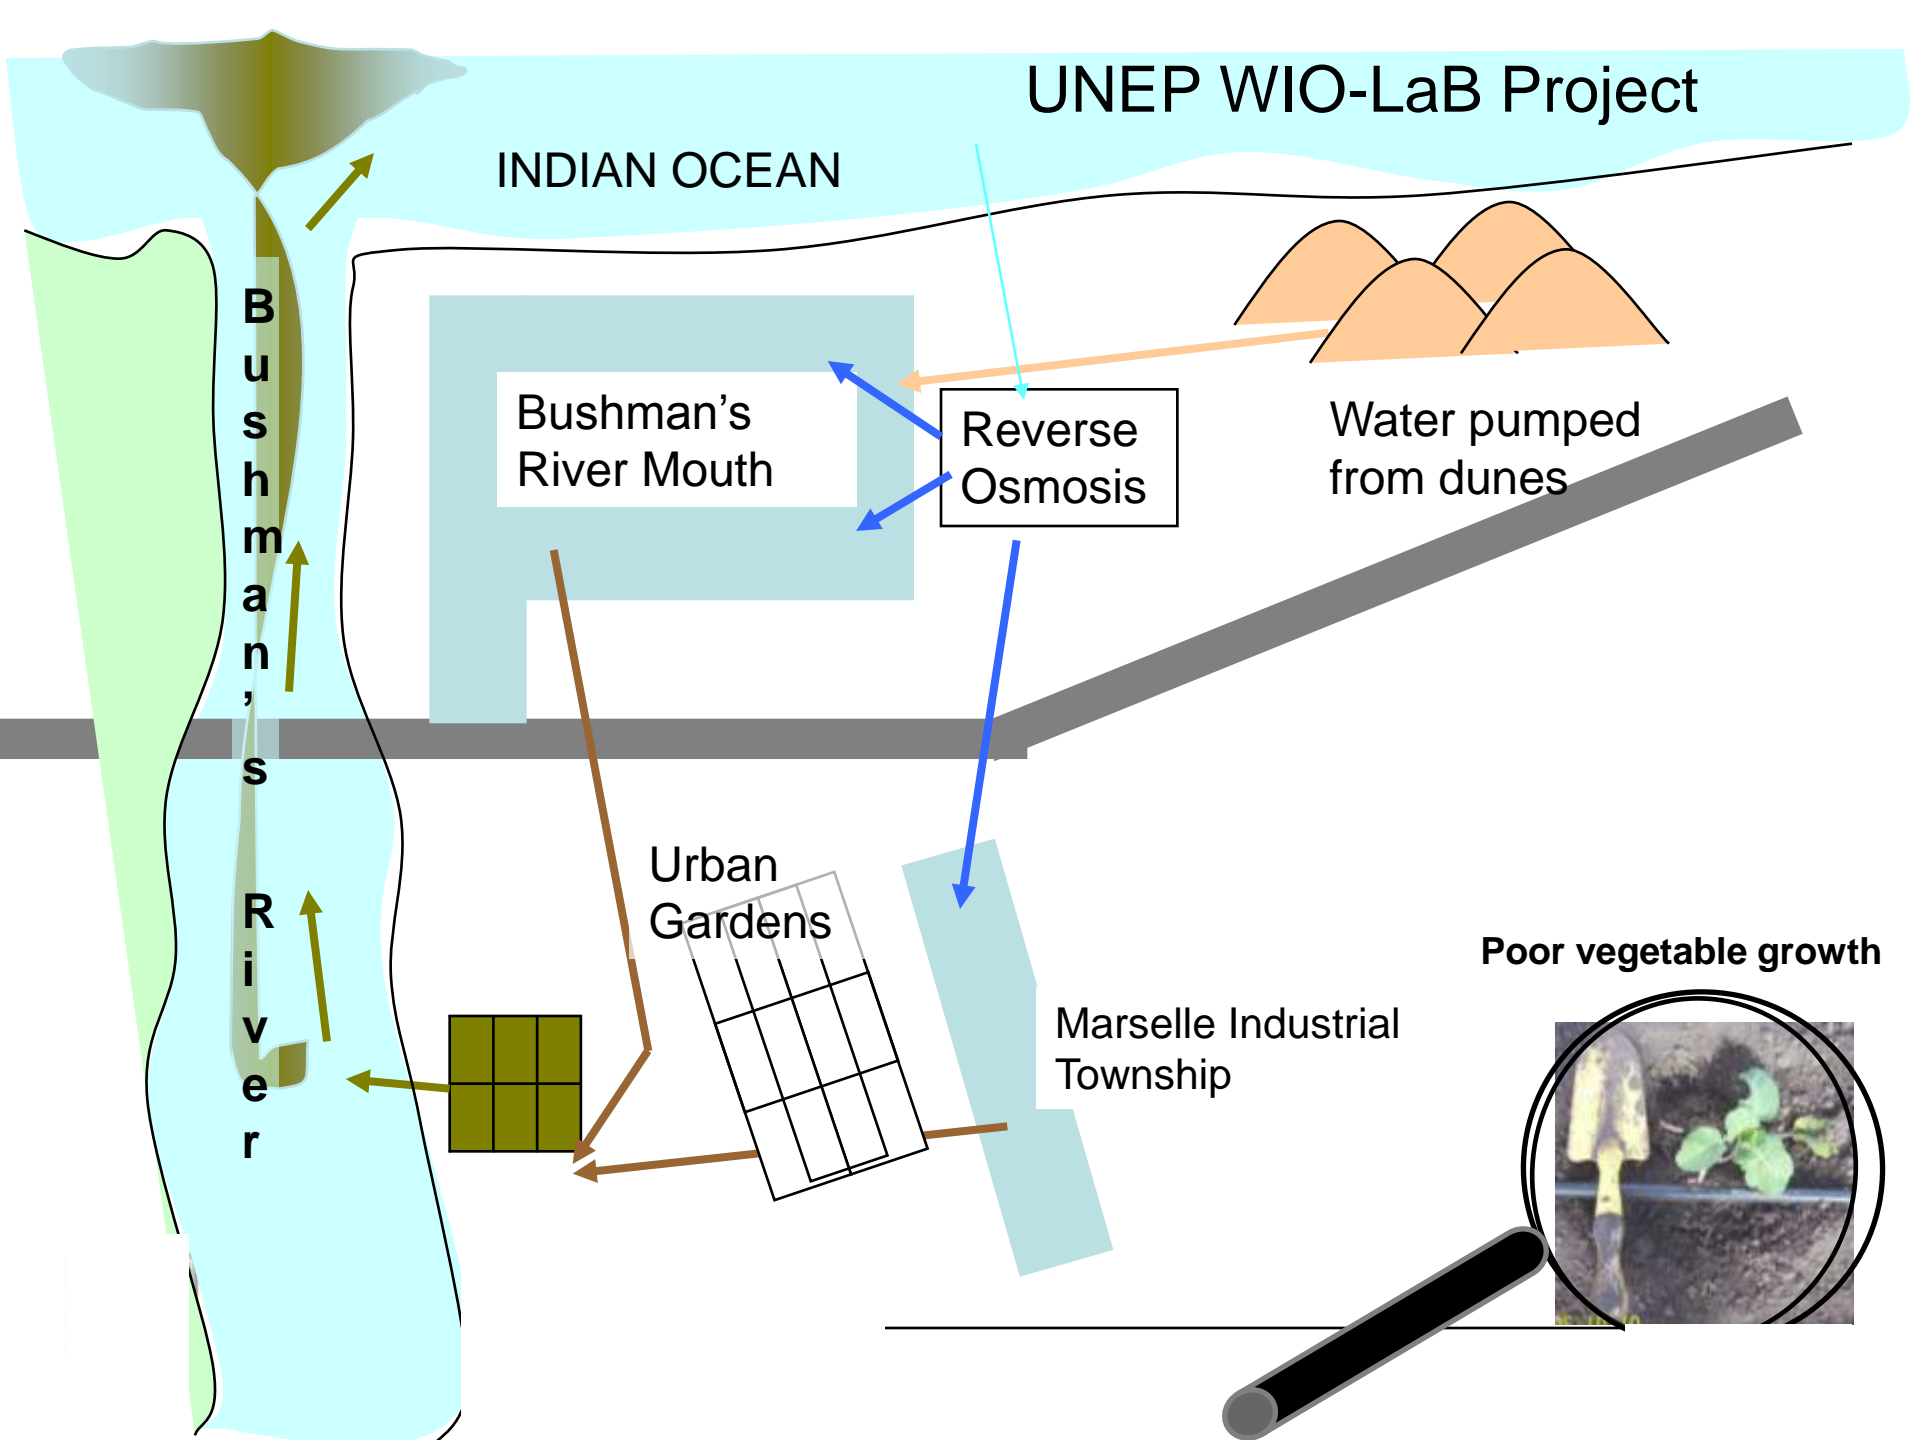 UNEP WIO-LaB Project
INDIAN OCEAN
Bushman’s
River Mouth
Reverse
Osmosis
Water pumped
from dunes
Bushman’s River
Urban
Gardens
Poor vegetable growth
Marselle Industrial
Township